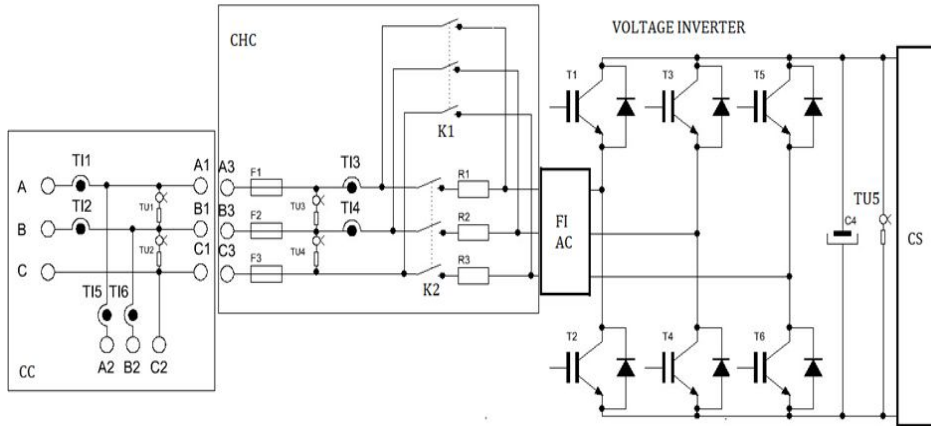 CHC
VOLTAGE INVERTER
T1
T3
T5
K1
TI1
A1
A3
F1
TI3
R1
A
TU1
TU3
TI2
B1
B3
F2
TI4
R2
FI
AC
TU5
B
TU2
C1
C3
TU4
F3
R3
C4
CS
C
K2
TI5
TI6
T2
T4
T6
A2
B2
C2
CC